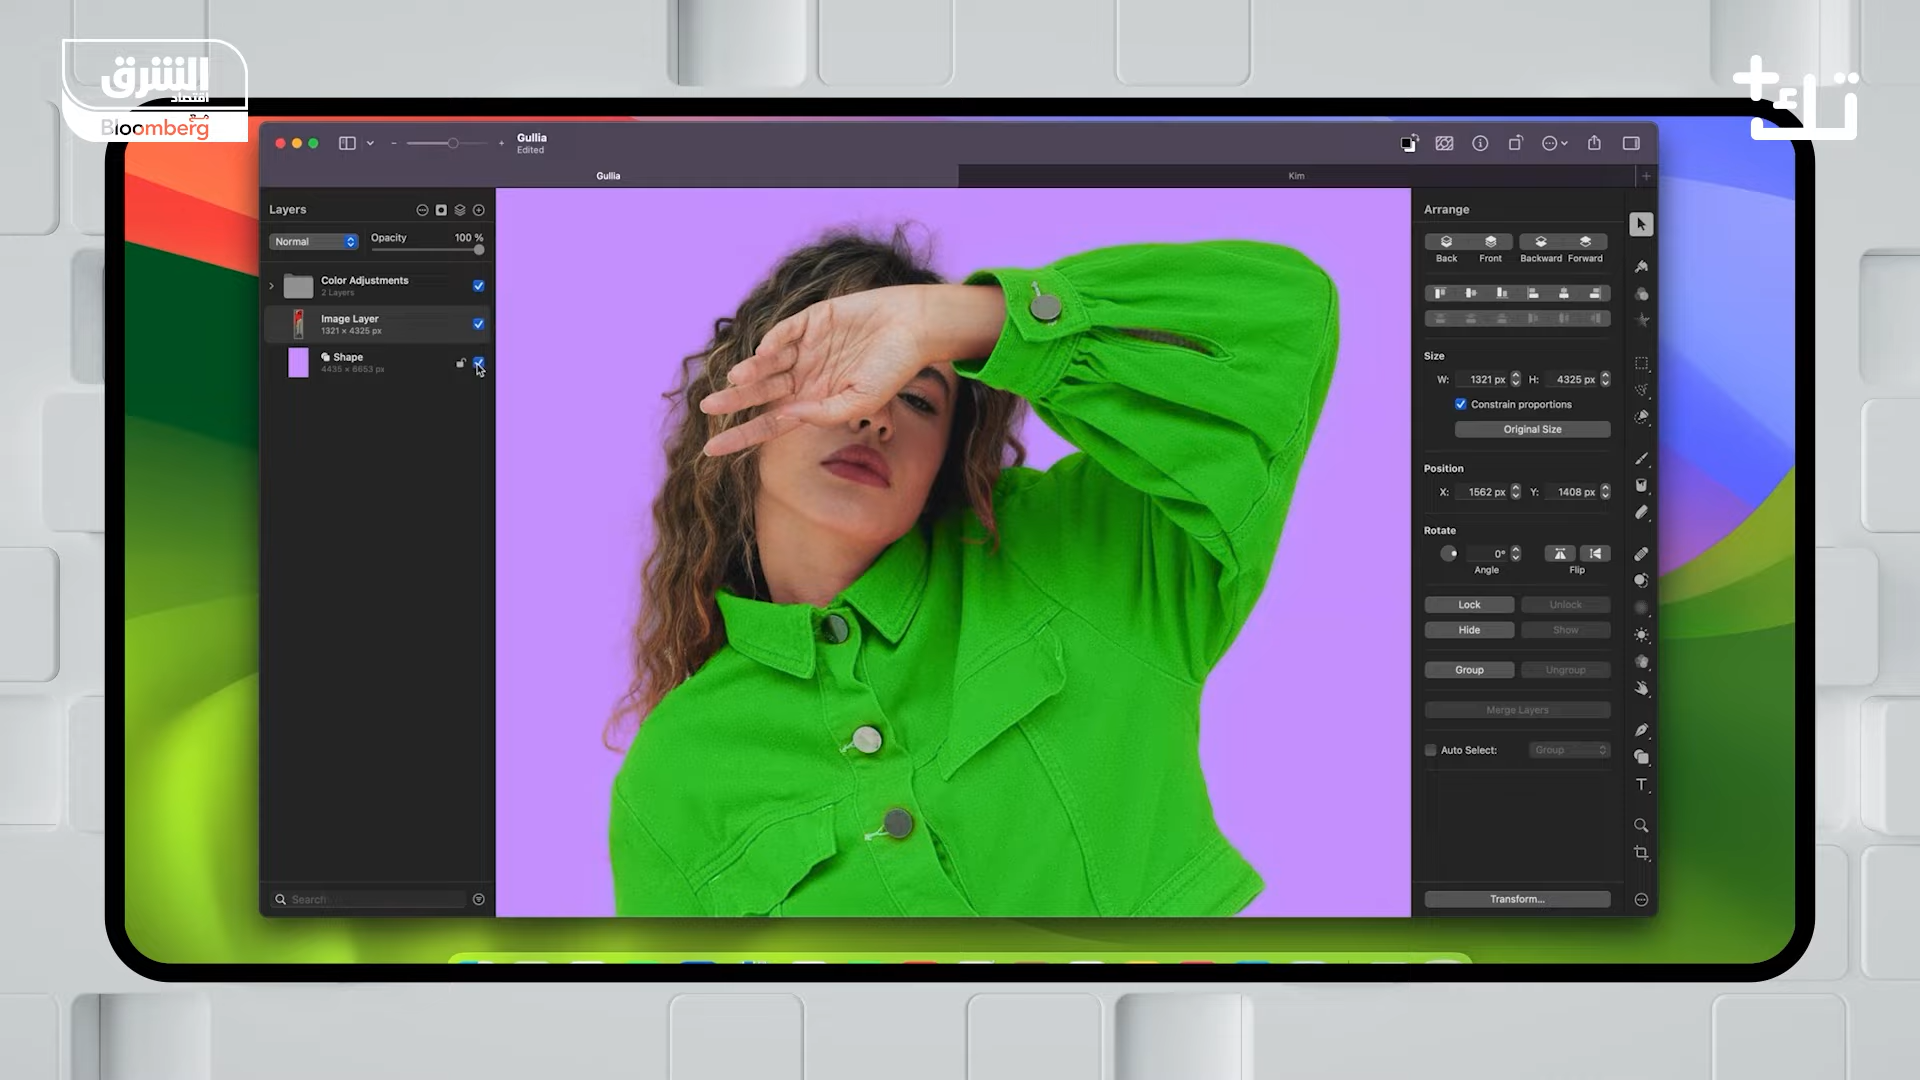 الشرق
اقتصاد
مع
Bloomberg
تك+
Gullia
Edited
Gullia
Kim
Layers
Normal
Opacity
100 %
Color Adjustments
2 Layers
Image Layer
1321 × 4325 px
Shape
4435 × 6653 px
Search
Arrange
Back Front Backward Forward
Size
W: 1321 px H: 4325 px
Constrain proportions
Original Size
Position
X: 1562 px Y: 1408 px
Rotate
0°
Angle Flip
Lock Unlock
Hide Show
Group Ungroup
Merge Layers
Auto Select: Group
Transform...